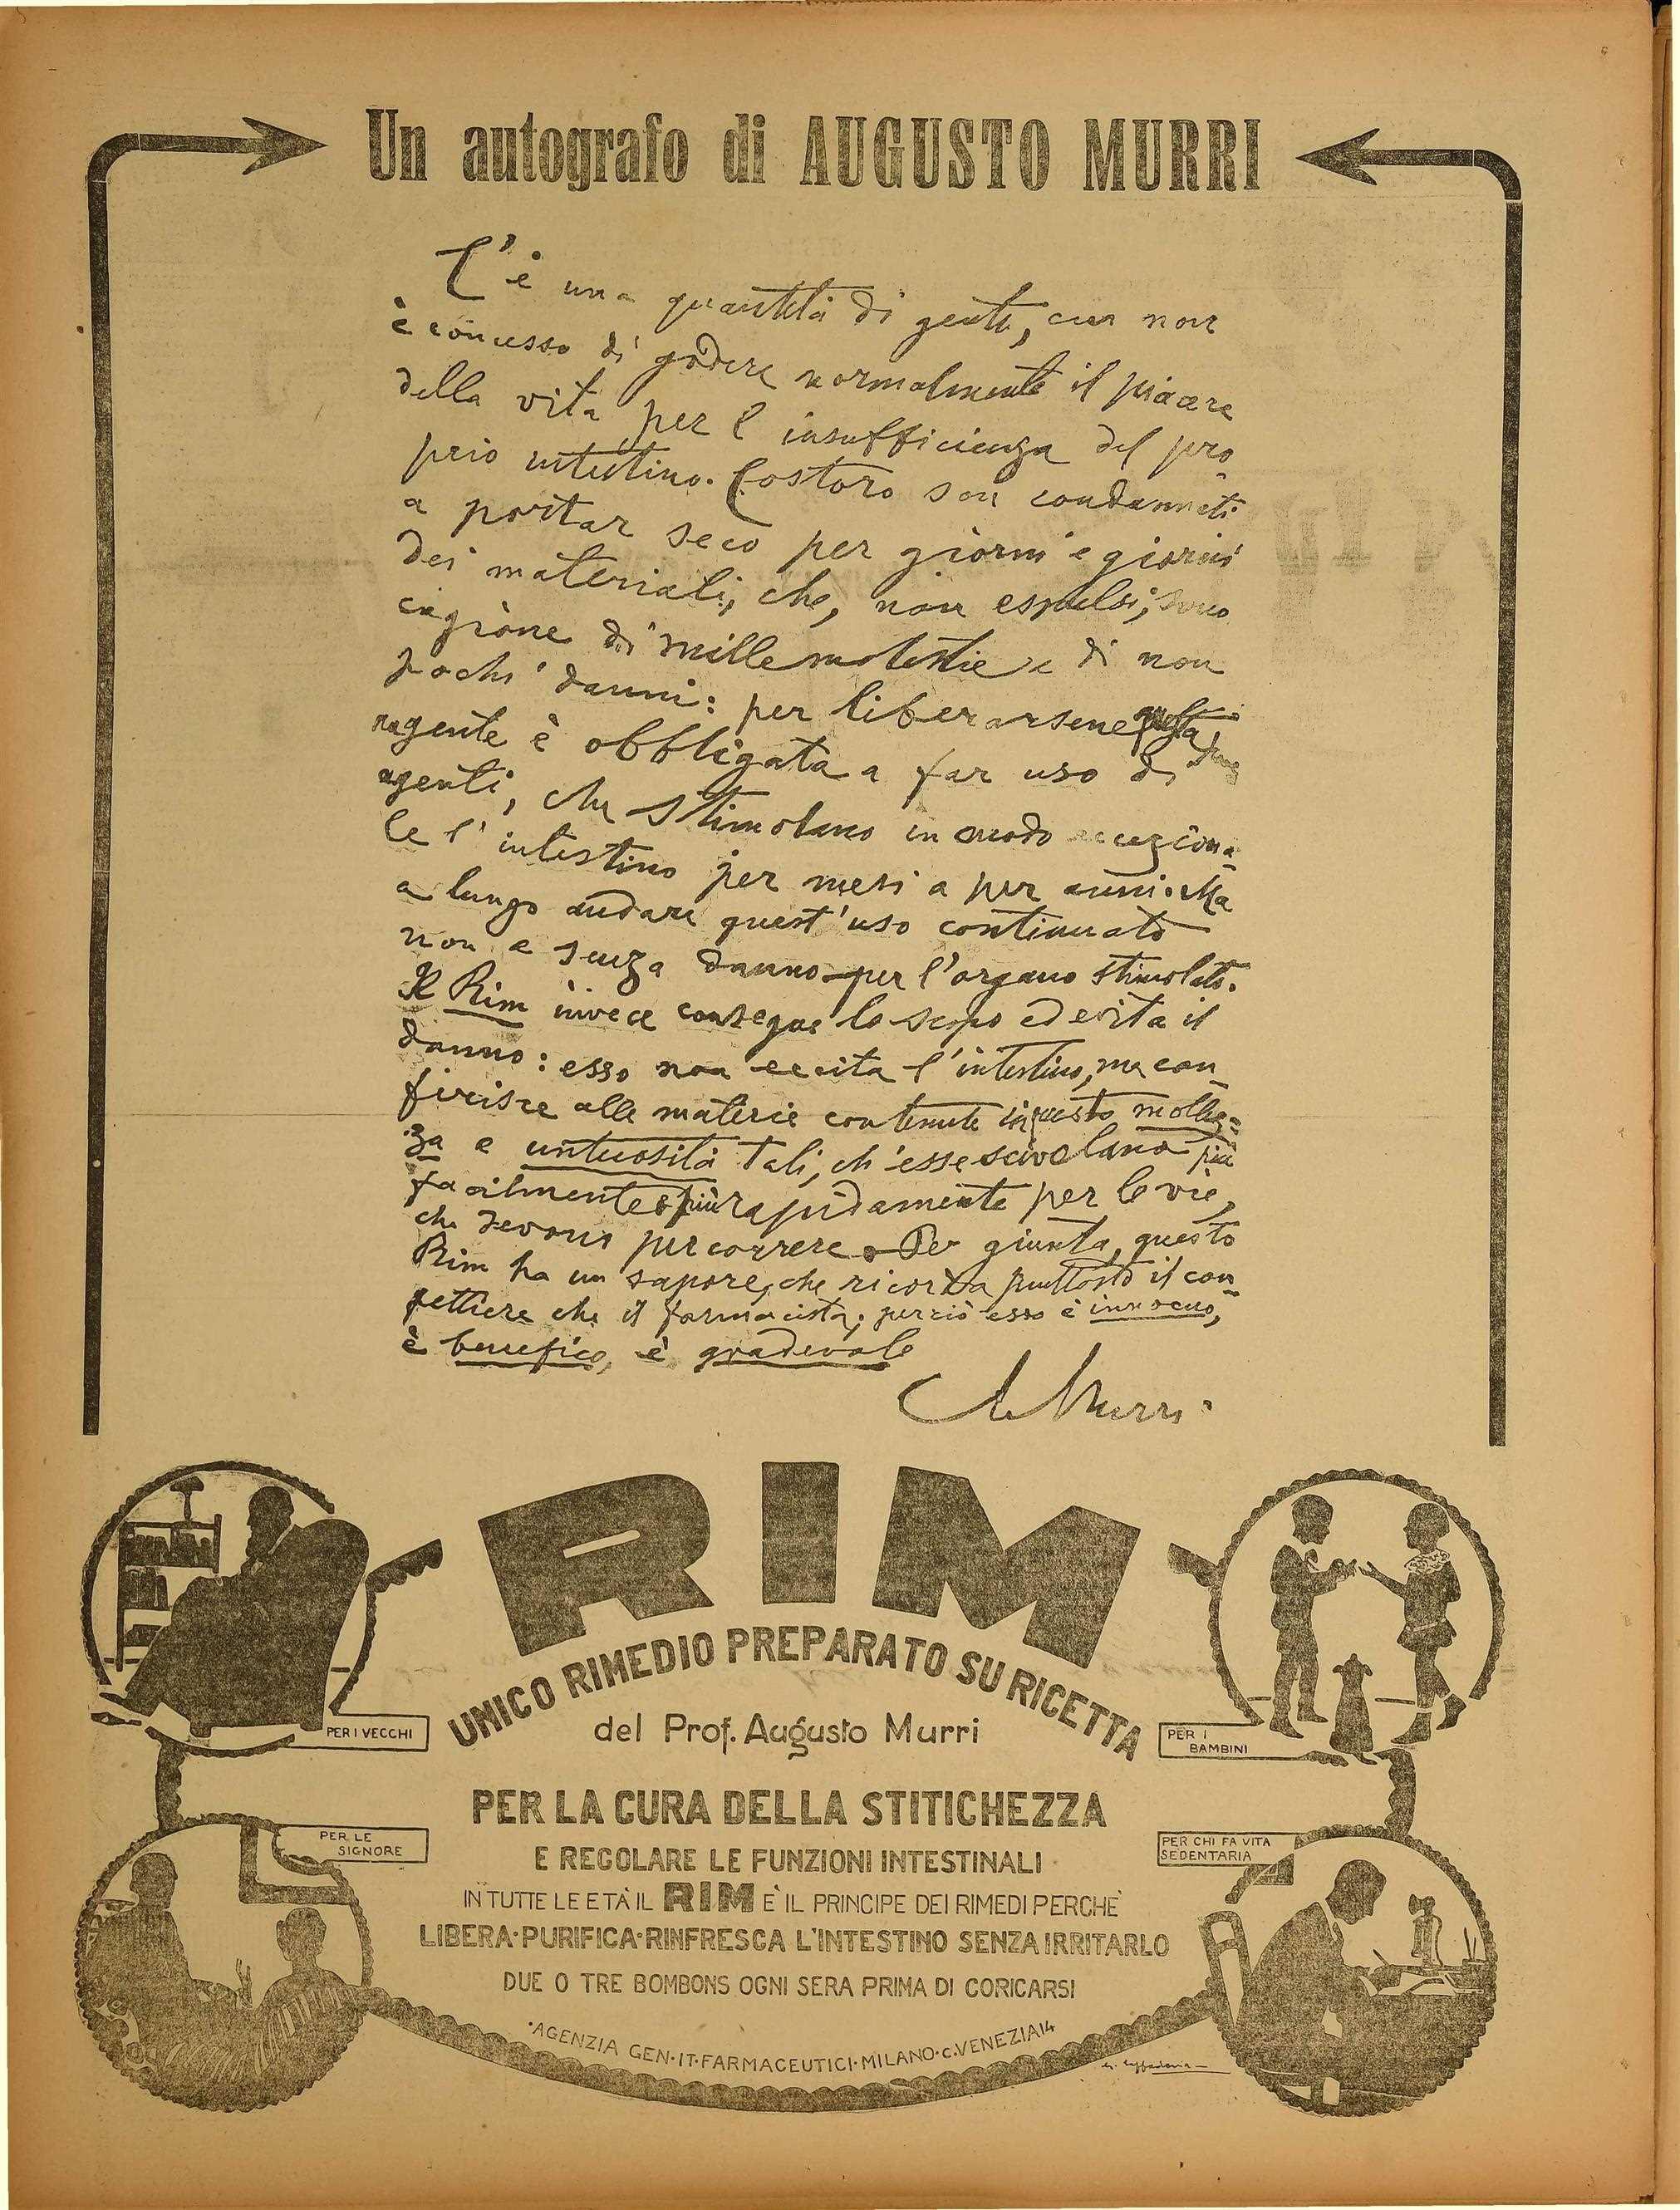 Un autografo di AUGUSTO MURRI
C'è una quantità di gente, cui non
è concesso di godere normalmente il piacere
della vita per l'insufficienza del pro-
prio intestino. Costoro son condannati
a portar seco per giorni e giorni
dei materiali, che, non espulsi, sono
cagione di mille molestie e di non
pochi danni: per liberarsene questa
gente è obbligata a far uso di
agenti, che stimolano in modo ecceziona-
le l'intestino per mesi e per anni. Ma
a lungo andare quest'uso continuato
non è senza danno per l'organo stimolato.
Il Rim invece consegue lo scopo ed evita il
danno: esso non eccita l'intestino, ma con-
ferisce alle materie contenute in questo mollez-
za e untuosità tali, ch'esse scivolano più
facilmente e più rapidamente per le vie,
che devono percorrere. Per giunta, questo
Rim ha un sapore, che ricorda piuttosto il con-
fettiere che il farmacista; perciò esso è innocuo,
è benefico, è gradevole
A Murri
RIM
UNICO RIMEDIO PREPARATO SU RICETTA
del Prof. Augusto Murri
PER I VECCHI
PER I
BAMBINI
PER LA CURA DELLA STITICHEZZA
PER LE
SIGNORE
PER CHI FA VITA
SEDENTARIA
E REGOLARE LE FUNZIONI INTESTINALI
IN TUTTE LE ETÀ IL RIM E' IL PRINCIPE DEI RIMEDI PERCHE'
LIBERA·PURIFICA·RINFRESCA L'INTESTINO SENZA IRRITARLO
DUE O TRE BOMBONS OGNI SERA PRIMA DI CORICARSI
·AGENZIA GEN·IT·FARMACEUTICI·MILANO·C.VENEZIA 14